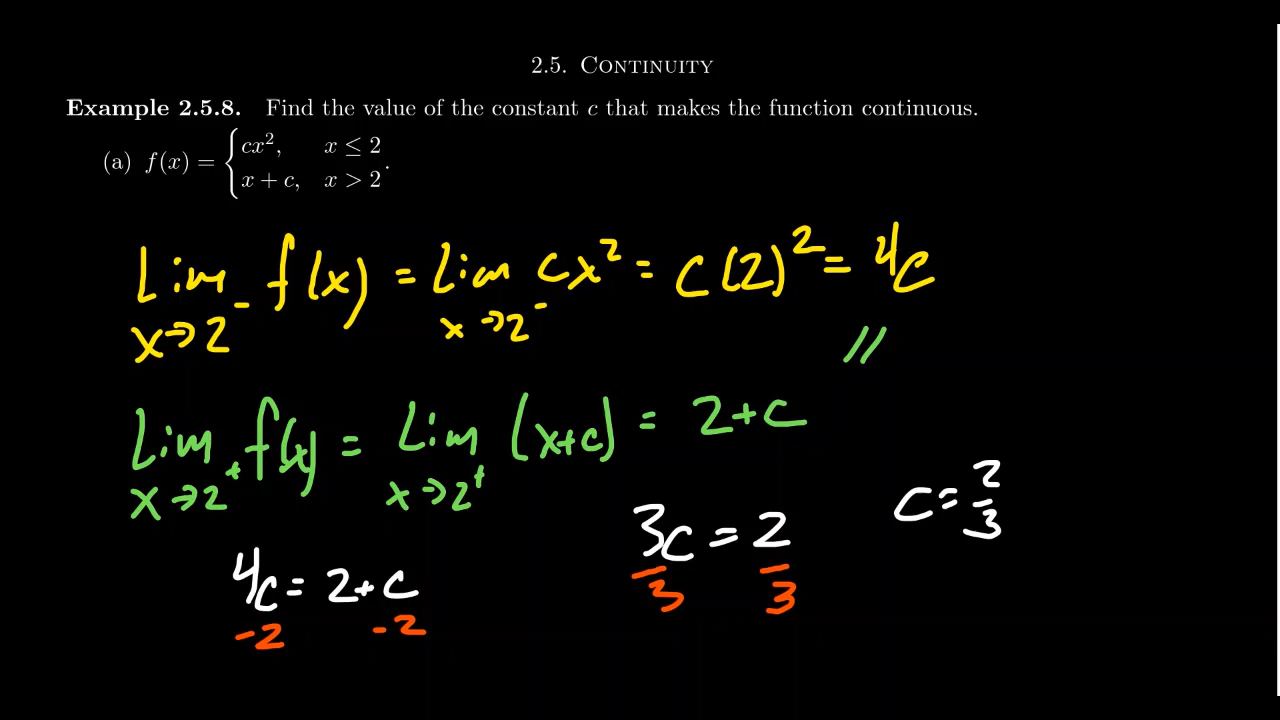 2.5. CONTINUITY
Example 2.5.8. Find the value of the constant c that makes the function continuous.
(a) f(x) = { cx², x ≤ 2
x + c, x > 2 .
Lim x→2⁻ f(x) = Lim x→2⁻ cx² = c(2)² = 4c
//
Lim x→2⁺ f(x) = Lim x→2⁺ (x+c) = 2+c
4c = 2+c
-2 -2
3c = 2
3 3
c = 2/3